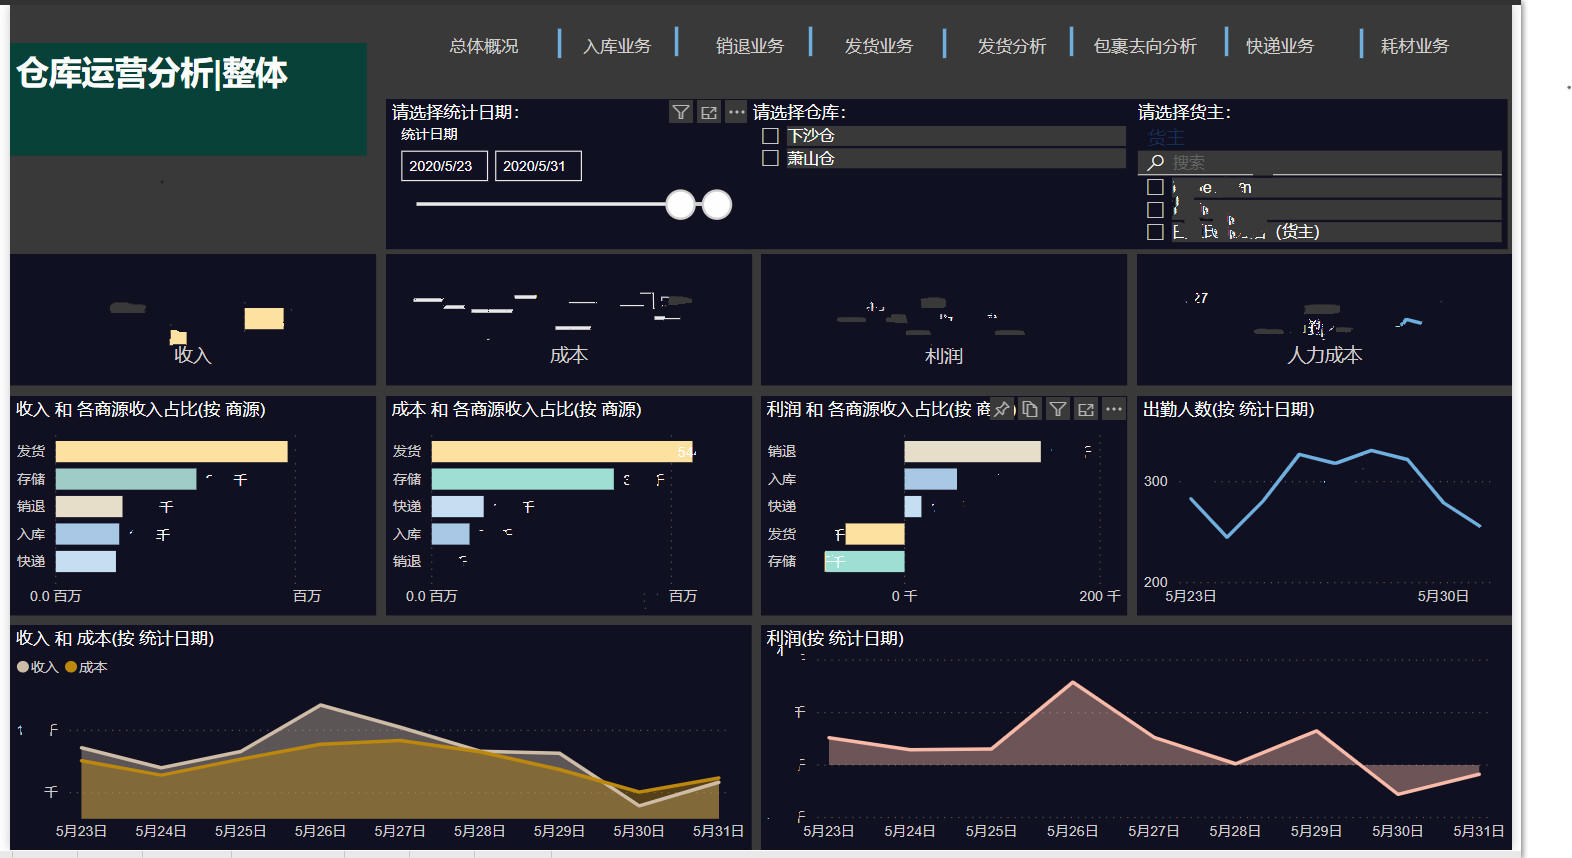 总体概况 入库业务 销退业务 发货业务 发货分析 包裹去向分析 快递业务 耗材业务
仓库运营分析|整体
请选择统计日期:
统计日期
2020/5/23 2020/5/31
请选择仓库:
下沙仓
萧山仓
请选择货主:
货主
搜索
(货主)
收入
成本
利润
人力成本
收入 和 各商源收入占比(按 商源)
发货
存储 千
销退 千
入库 千
快递
0.0 百万 百万
成本 和 各商源收入占比(按 商源)
发货
存储
快递 千
入库
销退
0.0 百万 百万
利润 和 各商源收入占比(按 商
销退
入库
快递
发货
存储 千
0 千 200 千
出勤人数(按 统计日期)
300
200
5月23日 5月30日
收入 和 成本(按 统计日期)
收入 成本
千
5月23日 5月24日 5月25日 5月26日 5月27日 5月28日 5月29日 5月30日 5月31日
利润(按 统计日期)
千
5月23日 5月24日 5月25日 5月26日 5月27日 5月28日 5月29日 5月30日 5月31日